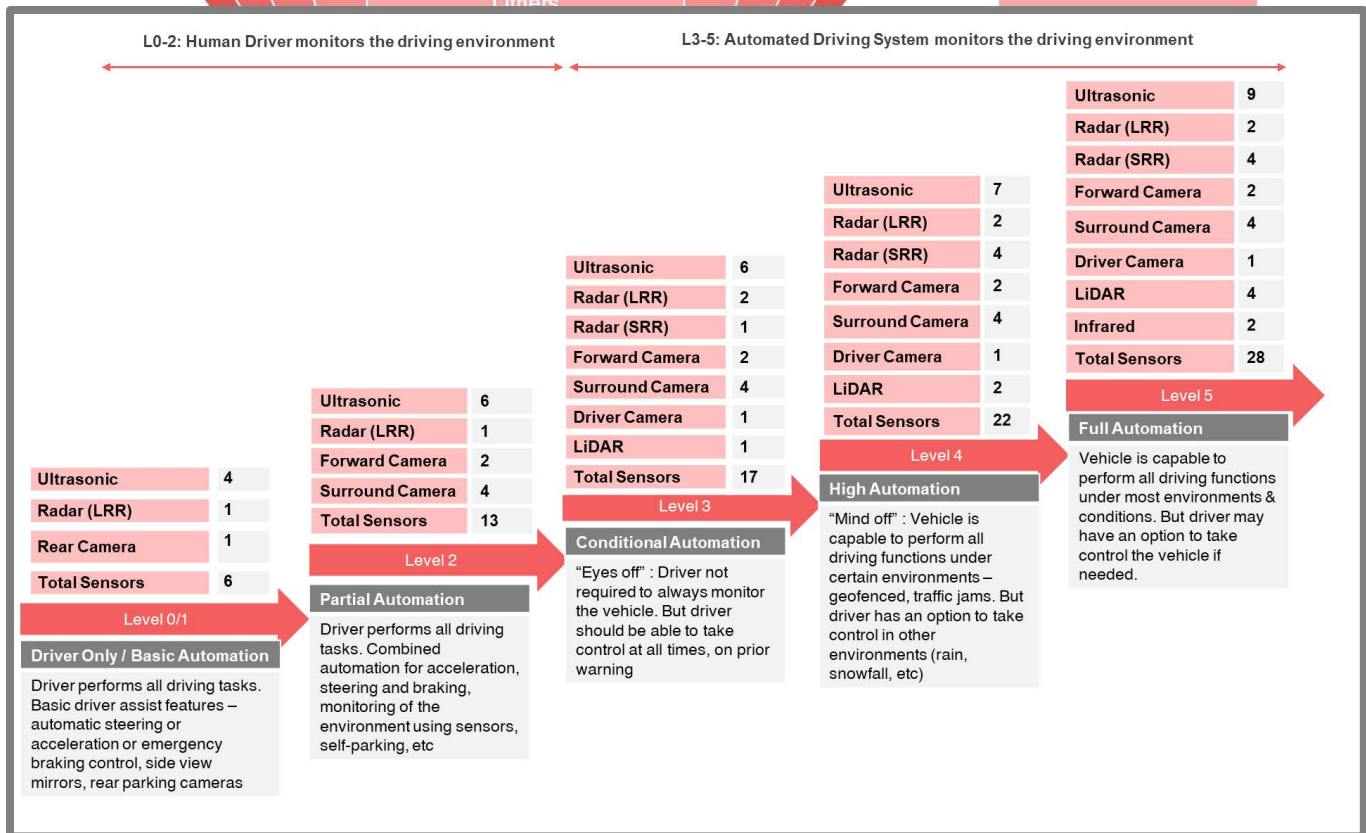 Others
L0-2: Human Driver monitors the driving environment
L3-5: Automated Driving System monitors the driving environment
Ultrasonic 4
Radar (LRR) 1
Rear Camera 1
Total Sensors 6
Level 0/1
Driver Only / Basic Automation
Driver performs all driving tasks.
Basic driver assist features –
automatic steering or
acceleration or emergency
braking control, side view
mirrors, rear parking cameras
Ultrasonic 6
Radar (LRR) 1
Forward Camera 2
Surround Camera 4
Total Sensors 13
Level 2
Partial Automation
Driver performs all driving
tasks. Combined
automation for acceleration,
steering and braking,
monitoring of the
environment using sensors,
self-parking, etc
Ultrasonic 6
Radar (LRR) 2
Radar (SRR) 1
Forward Camera 2
Surround Camera 4
Driver Camera 1
LiDAR 1
Total Sensors 17
Level 3
Conditional Automation
“Eyes off” : Driver not
required to always monitor
the vehicle. But driver
should be able to take
control at all times, on prior
warning
Ultrasonic 7
Radar (LRR) 2
Radar (SRR) 4
Forward Camera 2
Surround Camera 4
Driver Camera 1
LiDAR 2
Total Sensors 22
Level 4
High Automation
“Mind off” : Vehicle is
capable to perform all
driving functions under
certain environments –
geofenced, traffic jams. But
driver has an option to take
control in other
environments (rain,
snowfall, etc)
Ultrasonic 9
Radar (LRR) 2
Radar (SRR) 4
Forward Camera 2
Surround Camera 4
Driver Camera 1
LiDAR 4
Infrared 2
Total Sensors 28
Level 5
Full Automation
Vehicle is capable to
perform all driving functions
under most environments &
conditions. But driver may
have an option to take
control the vehicle if
needed.